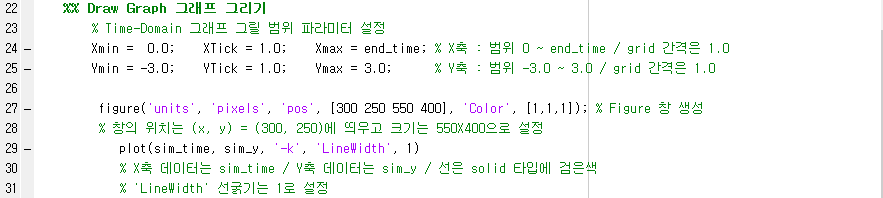 22 %% Draw Graph 그래프 그리기
23 % Time-Domain 그래프 그릴 범위 파라미터 설정
24 – Xmin = 0.0; XTick = 1.0; Xmax = end_time; % X축 : 범위 0 ~ end_time / grid 간격은 1.0
25 – Ymin = -3.0; YTick = 1.0; Ymax = 3.0; % Y축 : 범위 -3.0 ~ 3.0 / grid 간격은 1.0
26
27 – figure('units', 'pixels', 'pos', [300 250 550 400], 'Color', [1,1,1]); % Figure 창 생성
28 % 창의 위치는 (x, y) = (300, 250)에 띄우고 크기는 550X400으로 설정
29 – plot(sim_time, sim_y, '-k', 'LineWidth', 1)
30 % X축 데이터는 sim_time / Y축 데이터는 sim_y / 선은 solid 타입에 검은색
31 % 'LineWidth' 선굵기는 1로 설정